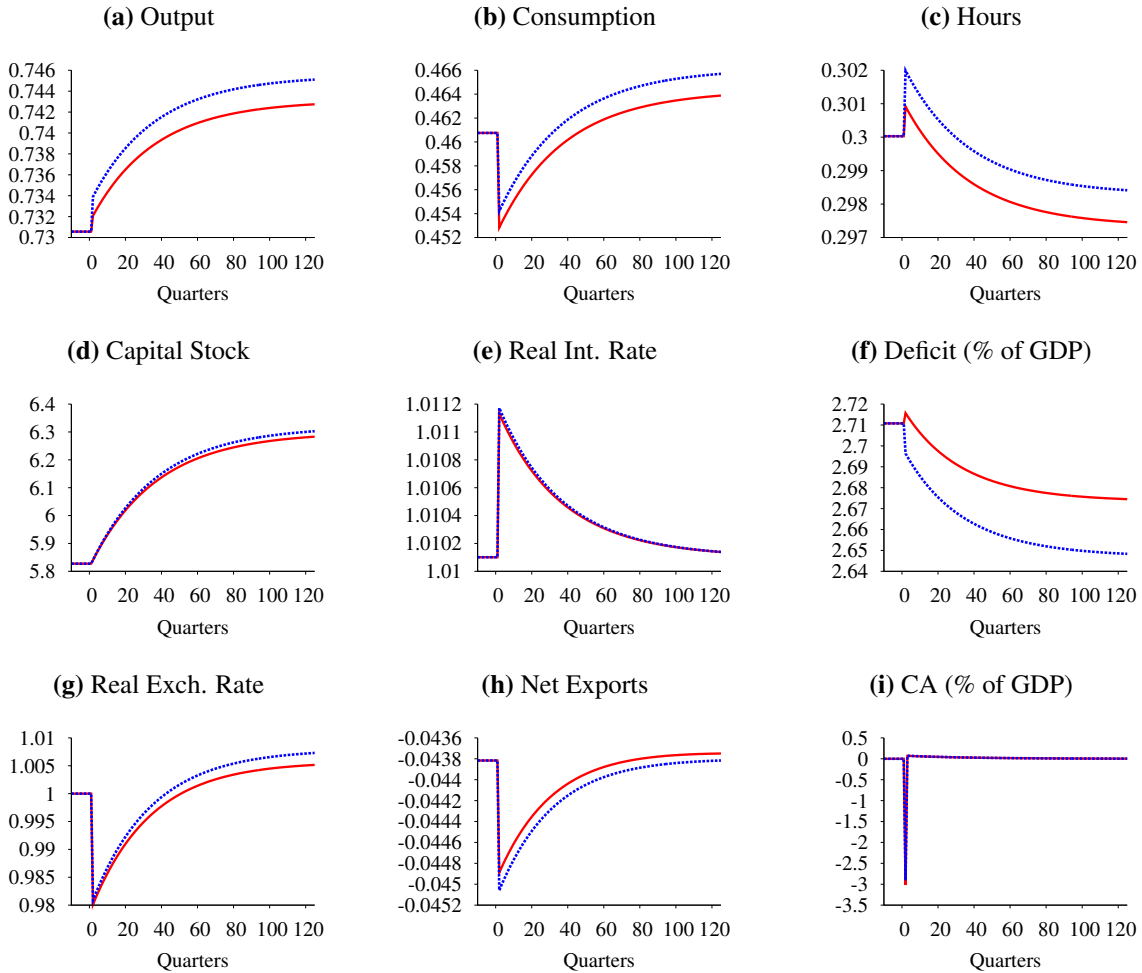 (a) Output
0.746
0.744
0.742
0.74
0.738
0.736
0.734
0.732
0.73
0 20 40 60 80 100 120
Quarters
(b) Consumption
0.466
0.464
0.462
0.46
0.458
0.456
0.454
0.452
0 20 40 60 80 100 120
Quarters
(c) Hours
0.302
0.301
0.3
0.299
0.298
0.297
0 20 40 60 80 100 120
Quarters
(d) Capital Stock
6.4
6.3
6.2
6.1
6
5.9
5.8
0 20 40 60 80 100 120
Quarters
(e) Real Int. Rate
1.0112
1.011
1.0108
1.0106
1.0104
1.0102
1.01
0 20 40 60 80 100 120
Quarters
(f) Deficit (% of GDP)
2.72
2.71
2.7
2.69
2.68
2.67
2.66
2.65
2.64
0 20 40 60 80 100 120
Quarters
(g) Real Exch. Rate
1.01
1.005
1
0.995
0.99
0.985
0.98
0 20 40 60 80 100 120
Quarters
(h) Net Exports
-0.0436
-0.0438
-0.044
-0.0442
-0.0444
-0.0446
-0.0448
-0.045
-0.0452
0 20 40 60 80 100 120
Quarters
(i) CA (% of GDP)
0.5
0
-0.5
-1
-1.5
-2
-2.5
-3
-3.5
0 20 40 60 80 100 120
Quarters